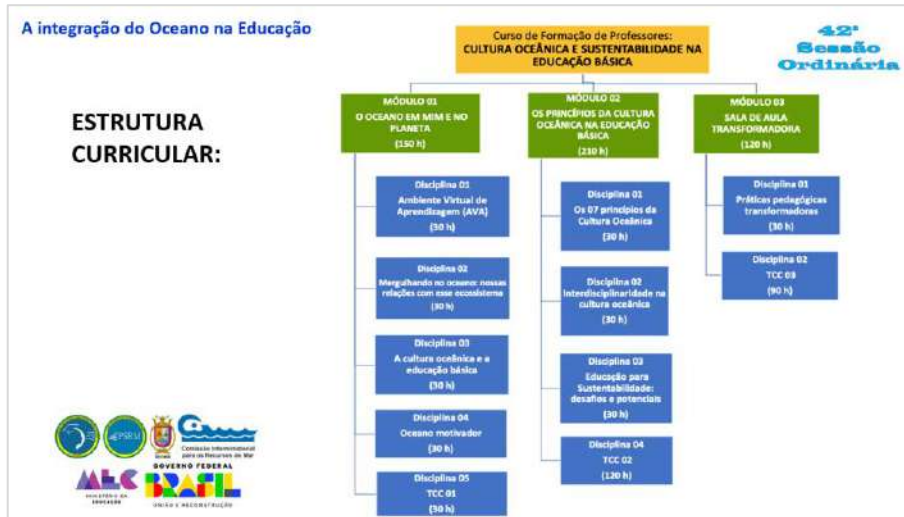 A integração do Oceano na Educação
42ª
Sessão
Ordinária
ESTRUTURA
CURRICULAR:
Curso de Formação de Professores:
CULTURA OCEÂNICA E SUSTENTABILIDADE NA
EDUCAÇÃO BÁSICA
MÓDULO 01
O OCEANO EM MIM E NO
PLANETA
(150 h)
Disciplina 01
Ambiente Virtual de
Aprendizagem (AVA)
(30 h)
Disciplina 02
Mergulhando no oceano: nossas
relações com esse ecossistema
(30 h)
Disciplina 03
A cultura oceânica e a
educação básica
(30 h)
Disciplina 04
Oceano motivador
(30 h)
Disciplina 05
TCC 01
(30 h)
MÓDULO 02
OS PRINCÍPIOS DA CULTURA
OCEÂNICA NA EDUCAÇÃO
BÁSICA
(210 h)
Disciplina 01
Os 07 princípios da
Cultura Oceânica
(30 h)
Disciplina 02
Interdisciplinaridade na
cultura oceânica
(30 h)
Disciplina 03
Educação para
Sustentabilidade:
desafios e potenciais
(30 h)
Disciplina 04
TCC 02
(120 h)
MÓDULO 03
SALA DE AULA
TRANSFORMADORA
(120 h)
Disciplina 01
Práticas pedagógicas
transformadoras
(30 h)
Disciplina 02
TCC 03
(90 h)
PSRM
Comissão Interministerial
para os Recursos do Mar
MEC
MINISTÉRIO DA
EDUCAÇÃO
GOVERNO FEDERAL
BRASIL
UNIÃO E RECONSTRUÇÃO